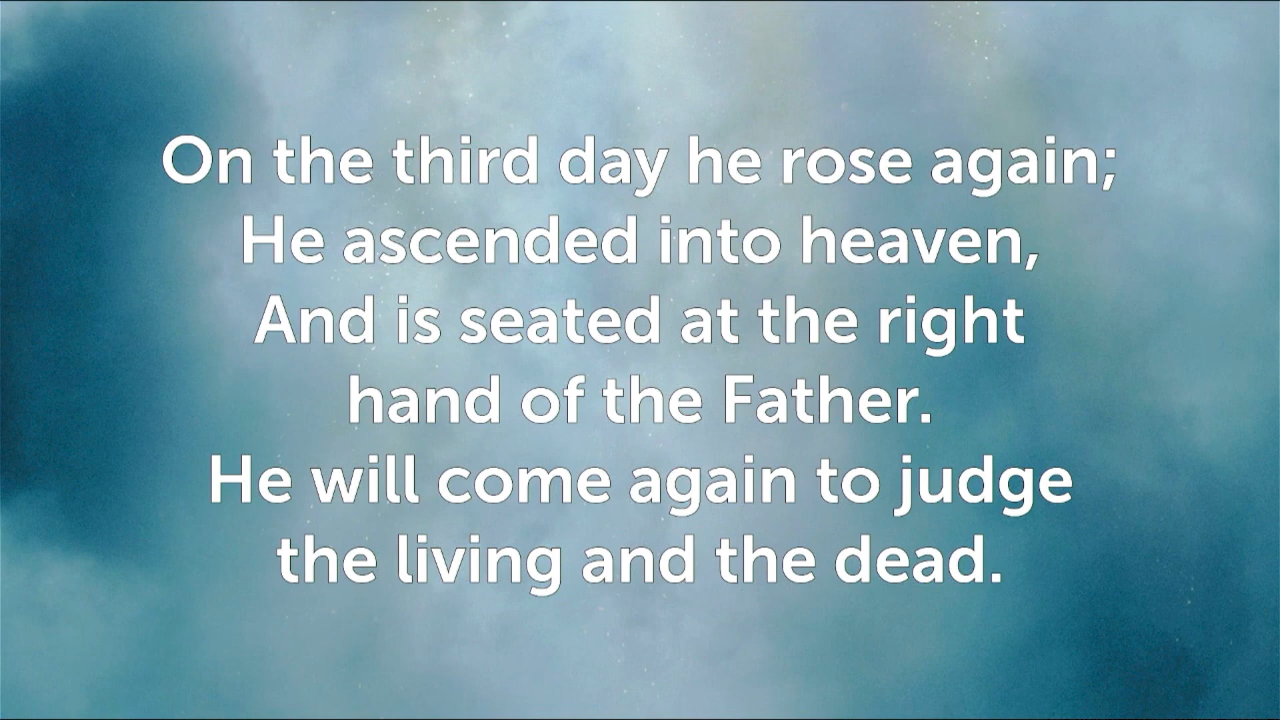 On the third day he rose again;
He ascended into heaven,
And is seated at the right
hand of the Father.
He will come again to judge
the living and the dead.